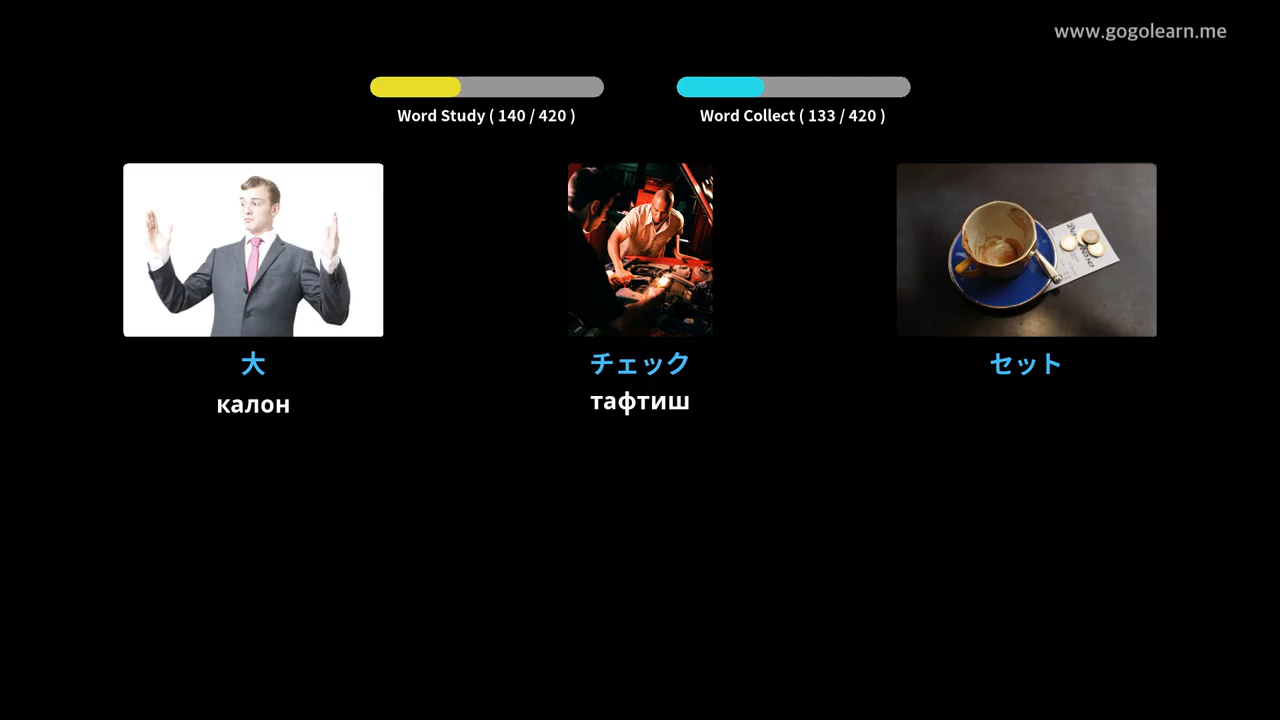 www.gogolearn.me
Word Study ( 140 / 420 )
Word Collect ( 133 / 420 )
大
チェック
セット
калон
тафтиш